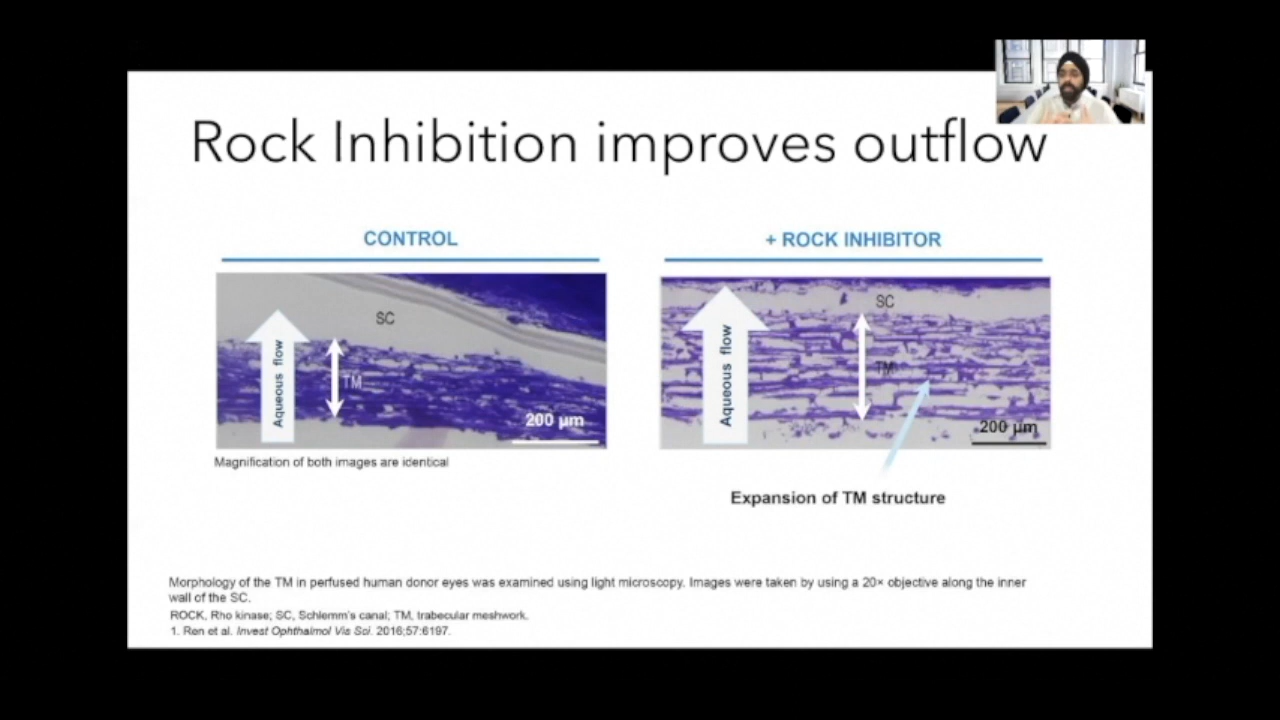 Rock Inhibition improves outflow
CONTROL
+ ROCK INHIBITOR
SC
Aqueous flow
TM
200 µm
SC
Aqueous flow
TM
200 µm
Magnification of both images are identical
Expansion of TM structure
Morphology of the TM in perfused human donor eyes was examined using light microscopy. Images were taken by using a 20× objective along the inner
wall of the SC.
ROCK, Rho kinase; SC, Schlemm's canal; TM, trabecular meshwork.
1. Ren et al. Invest Ophthalmol Vis Sci. 2016;57:6197.